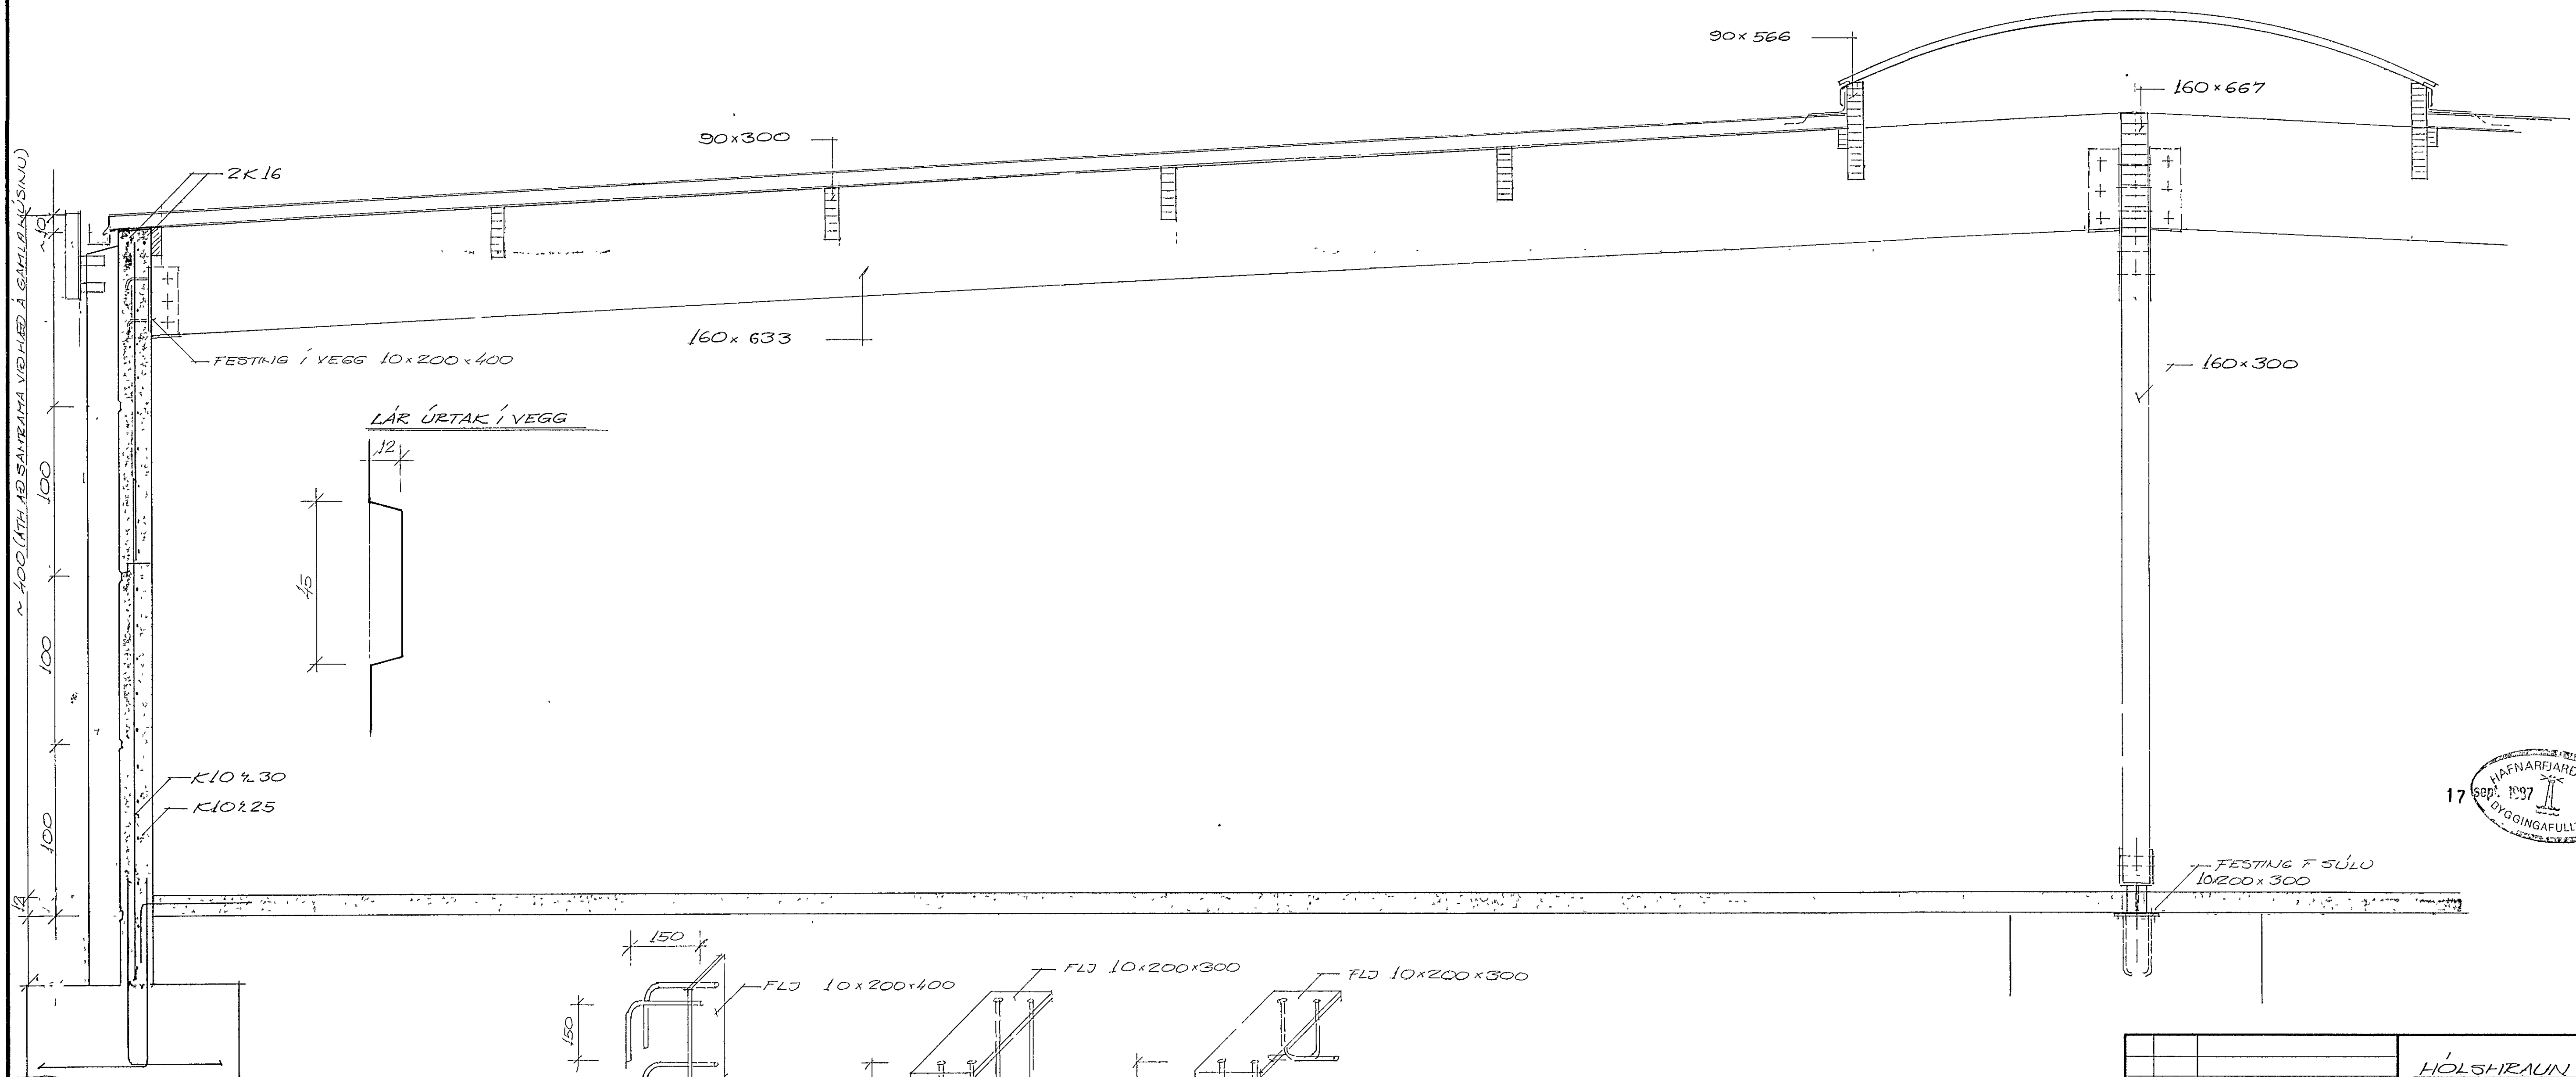 90×566
160×667
90×300
2K16
~10
~400 (ATH AÐ SAMRÆMA VIÐ HÆÐ Á GAMLA HÚSINU)
160×633
FESTING Í VEGG 10×200×400
160×300
LÁR ÚRTAK Í VEGG
12
45
100
100
100
K10 % 30
K10 % 25
12
17 sept. 1997
HAFNARFJARÐ
BYGGINGAFULLT
FESTING F SÚLU
10×200×300
150
150
FLJ 10×200×400
FLJ 10×200×300
FLJ 10×200×300
HÓLSHRAUN